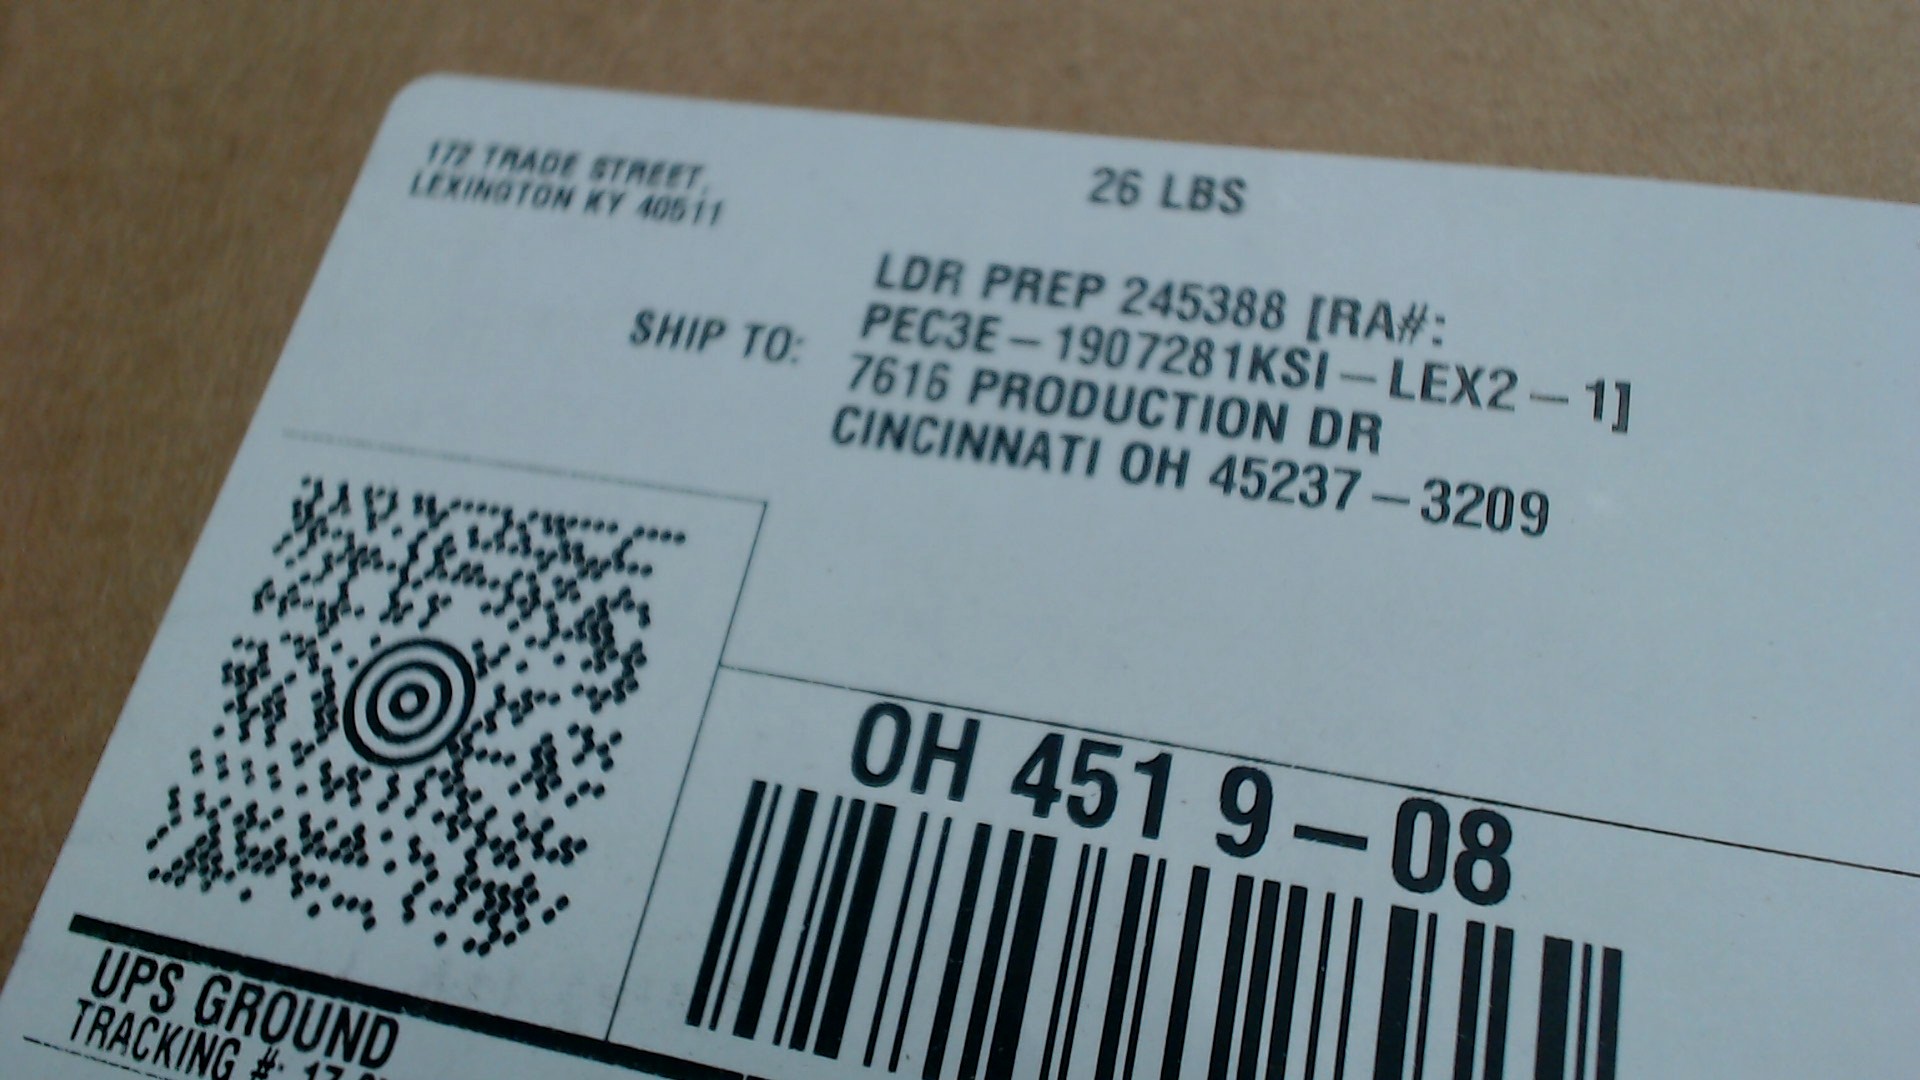 172 TRADE STREET,
LEXINGTON KY 40511
26 LBS
SHIP TO:
LDR PREP 245388 [RA#:
PEC3E-1907281KSI-LEX2-1]
7616 PRODUCTION DR
CINCINNATI OH 45237-3209
OH 451 9-08
UPS GROUND
TRACKING #: